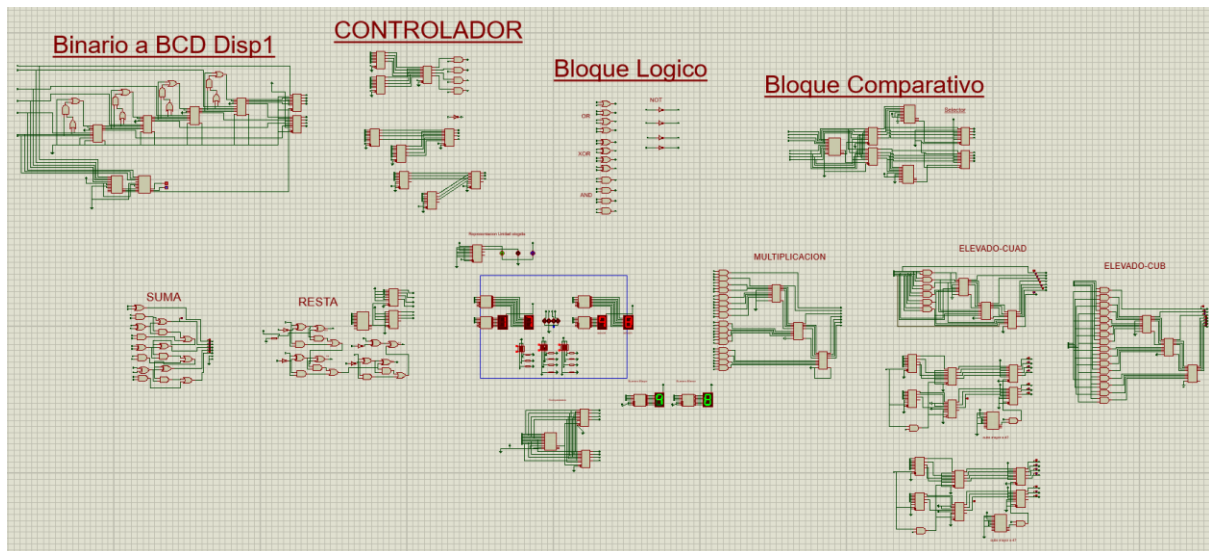 Binario a BCD Disp1
CONTROLADOR
Bloque Logico
Bloque Comparativo
NOT
OR
XOR
AND
Selector
SUMA
RESTA
MULTIPLICACION
ELEVADO-CUAD
ELEVADO-CUB